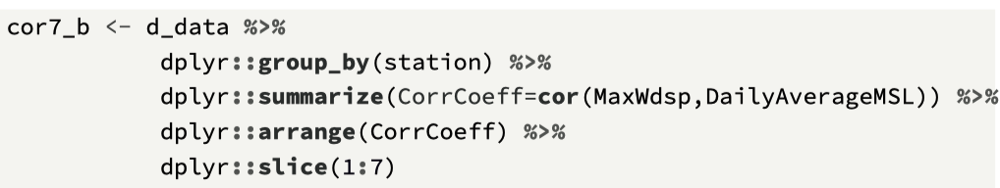 cor7_b <- d_data %>%
dplyr::group_by(station) %>%
dplyr::summarize(CorrCoeff=cor(MaxWdsp,DailyAverageMSL)) %>%
dplyr::arrange(CorrCoeff) %>%
dplyr::slice(1:7)